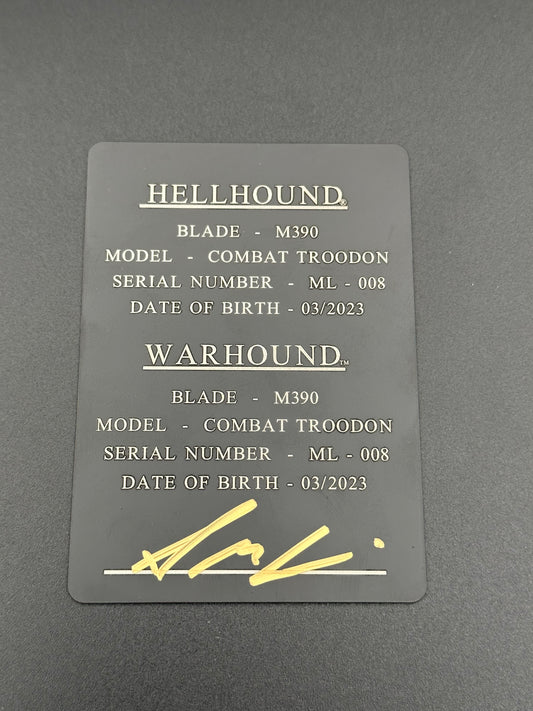 HELLHOUND®
BLADE - M390
MODEL - COMBAT TROODON
SERIAL NUMBER - ML - 008
DATE OF BIRTH - 03/2023
WARHOUND™
BLADE - M390
MODEL - COMBAT TROODON
SERIAL NUMBER - ML - 008
DATE OF BIRTH - 03/2023